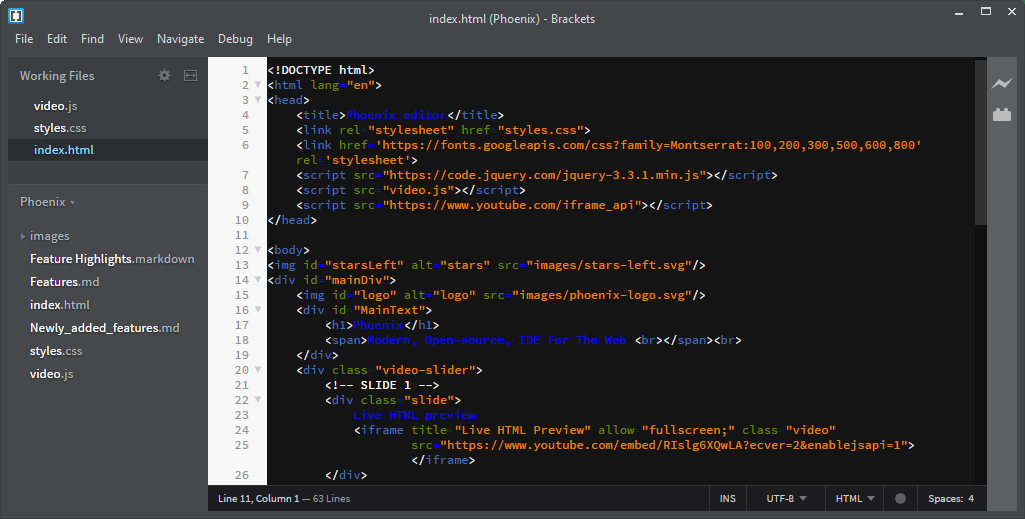 index.html (Phoenix) - Brackets
File Edit Find View Navigate Debug Help
Working Files
video.js
styles.css
index.html
Phoenix
images
Feature Highlights.markdown
Features.md
index.html
Newly_added_features.md
styles.css
video.js
1 <!DOCTYPE html>
2 <html lang="en">
3 <head>
4 <title>Phoenix editor</title>
5 <link rel="stylesheet" href="styles.css">
6 <link href='https://fonts.googleapis.com/css?family=Montserrat:100,200,300,500,600,800'
rel='stylesheet'>
7 <script src="https://code.jquery.com/jquery-3.3.1.min.js"></script>
8 <script src="video.js"></script>
9 <script src="https://www.youtube.com/iframe_api"></script>
10 </head>
11
12 <body>
13 <img id="starsLeft" alt="stars" src="images/stars-left.svg"/>
14 <div id="mainDiv">
15 <img id="logo" alt="logo" src="images/phoenix-logo.svg"/>
16 <div id="MainText">
17 <h1>Phoenix</h1>
18 <span>Modern, Open-source, IDE For The Web <br></span><br>
19 </div>
20 <div class="video-slider">
21 <!-- SLIDE 1 -->
22 <div class="slide">
23 Live HTML preview
24 <iframe title="Live HTML Preview" allow="fullscreen;" class="video"
25 src="https://www.youtube.com/embed/RIslg6XQwLA?ecver=2&enablejsapi=1">
</iframe>
26 </div>
Line 11, Column 1 — 63 Lines
INS UTF-8 HTML Spaces: 4